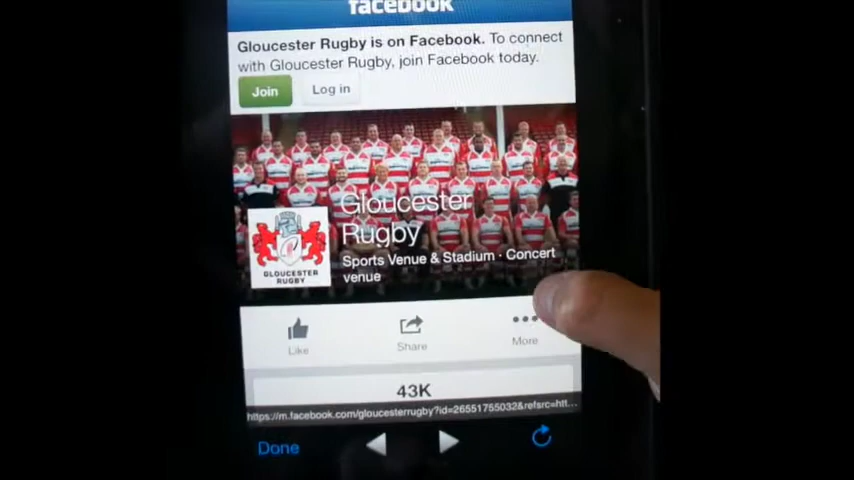 facebook
Gloucester Rugby is on Facebook. To connect
with Gloucester Rugby, join Facebook today.
Join
Log in
Gloucester
Rugby
Sports Venue & Stadium · Concert
venue
GLOUCESTER
RUGBY
Like
Share
More
43K
https://m.facebook.com/gloucesterrugby?id=26551755032&refsrc=htt...
Done